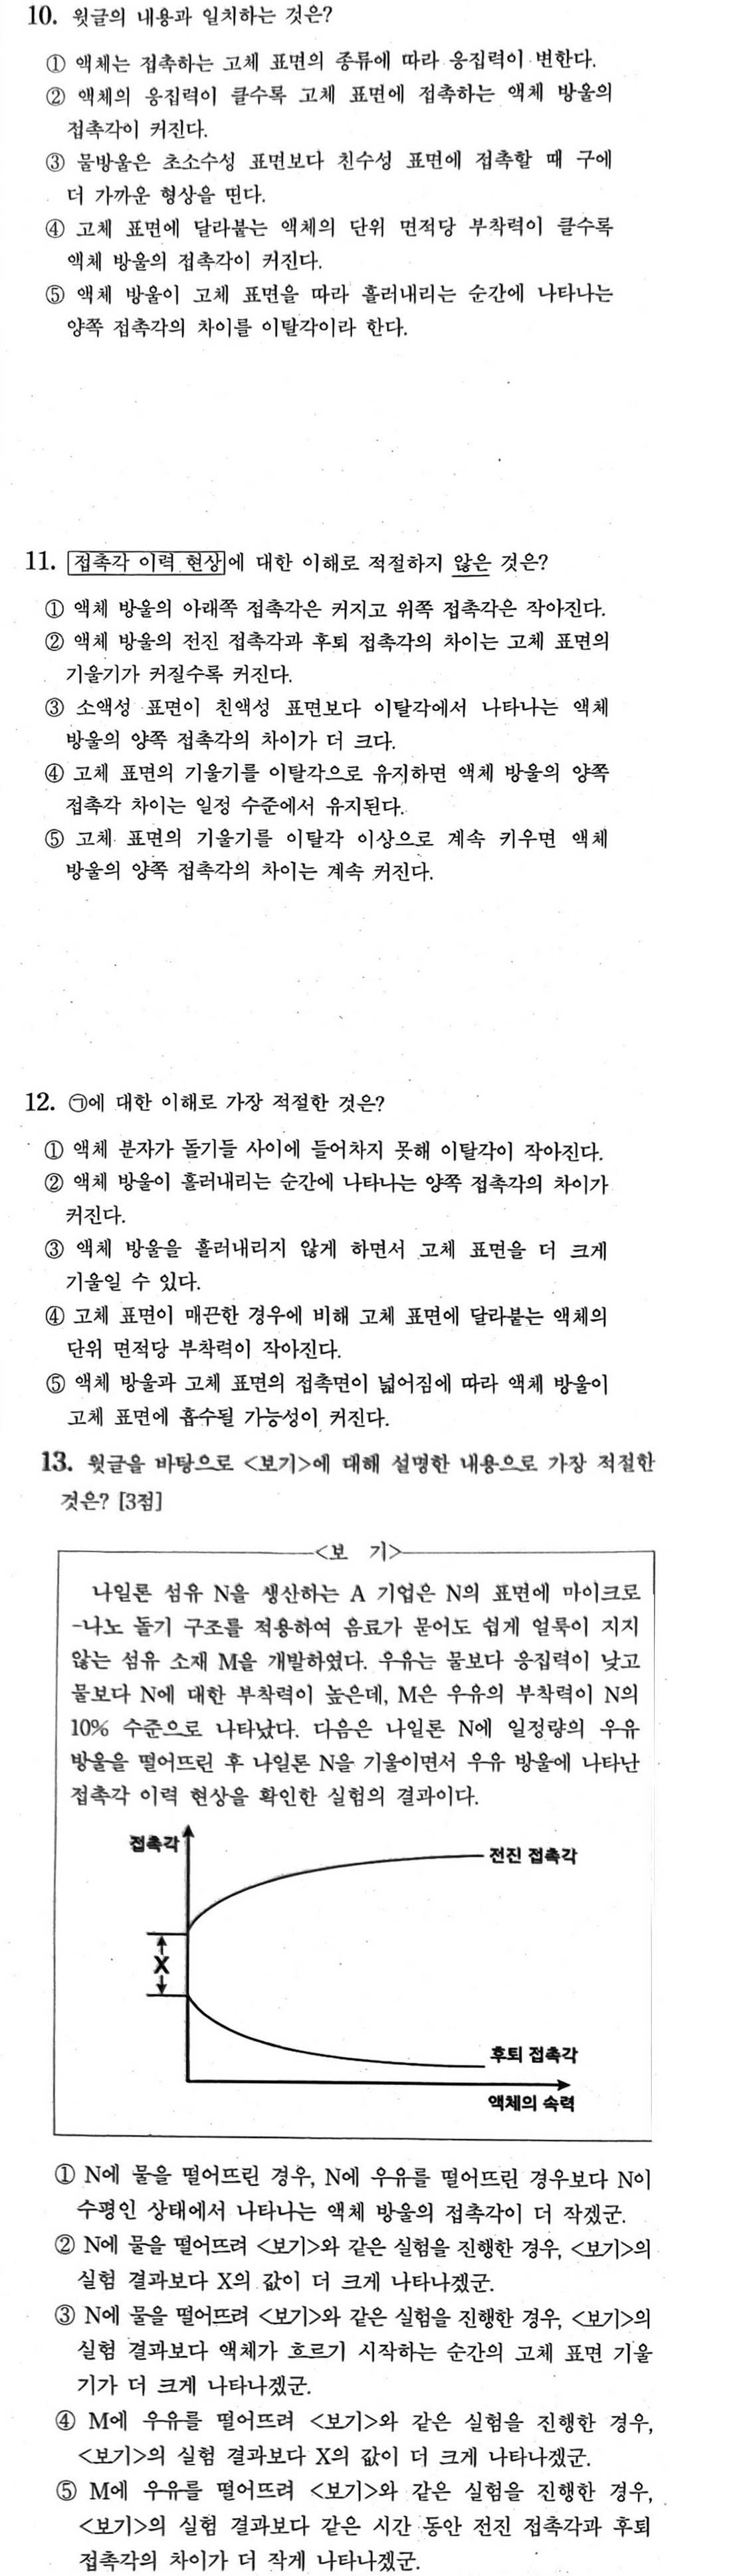 10. 윗글의 내용과 일치하는 것은?
① 액체는 접촉하는 고체 표면의 종류에 따라 응집력이 변한다.
② 액체의 응집력이 클수록 고체 표면에 접촉하는 액체 방울의
접촉각이 커진다.
③ 물방울은 초소수성 표면보다 친수성 표면에 접촉할 때 구에
더 가까운 형상을 띤다.
④ 고체 표면에 달라붙는 액체의 단위 면적당 부착력이 클수록
액체 방울의 접촉각이 커진다.
⑤ 액체 방울이 고체 표면을 따라 흘러내리는 순간에 나타나는
양쪽 접촉각의 차이를 이탈각이라 한다.
11. 접촉각 이력 현상에 대한 이해로 적절하지 않은 것은?
① 액체 방울의 아래쪽 접촉각은 커지고 위쪽 접촉각은 작아진다.
② 액체 방울의 전진 접촉각과 후퇴 접촉각의 차이는 고체 표면의
기울기가 커질수록 커진다.
③ 소액성 표면이 친액성 표면보다 이탈각에서 나타나는 액체
방울의 양쪽 접촉각의 차이가 더 크다.
④ 고체 표면의 기울기를 이탈각으로 유지하면 액체 방울의 양쪽
접촉각 차이는 일정 수준에서 유지된다.
⑤ 고체 표면의 기울기를 이탈각 이상으로 계속 키우면 액체
방울의 양쪽 접촉각의 차이는 계속 커진다.
12. ㉠에 대한 이해로 가장 적절한 것은?
① 액체 분자가 돌기들 사이에 들어차지 못해 이탈각이 작아진다.
② 액체 방울이 흘러내리는 순간에 나타나는 양쪽 접촉각의 차이가
커진다.
③ 액체 방울을 흘러내리지 않게 하면서 고체 표면을 더 크게
기울일 수 있다.
④ 고체 표면이 매끈한 경우에 비해 고체 표면에 달라붙는 액체의
단위 면적당 부착력이 작아진다.
⑤ 액체 방울과 고체 표면의 접촉면이 넓어짐에 따라 액체 방울이
고체 표면에 흡수될 가능성이 커진다.
13. 윗글을 바탕으로 <보기>에 대해 설명한 내용으로 가장 적절한
것은? [3점]
<보 기>
나일론 섬유 N을 생산하는 A 기업은 N의 표면에 마이크로
-나노 돌기 구조를 적용하여 음료가 묻어도 쉽게 얼룩이 지지
않는 섬유 소재 M을 개발하였다. 우유는 물보다 응집력이 낮고
물보다 N에 대한 부착력이 높은데, M은 우유의 부착력이 N의
10% 수준으로 나타났다. 다음은 나일론 N에 일정량의 우유
방울을 떨어뜨린 후 나일론 N을 기울이면서 우유 방울에 나타난
접촉각 이력 현상을 확인한 실험의 결과이다.
접촉각
전진 접촉각
X
후퇴 접촉각
액체의 속력
① N에 물을 떨어뜨린 경우, N에 우유를 떨어뜨린 경우보다 N이
수평인 상태에서 나타나는 액체 방울의 접촉각이 더 작겠군.
② N에 물을 떨어뜨려 <보기>와 같은 실험을 진행한 경우, <보기>의
실험 결과보다 X의 값이 더 크게 나타나겠군.
③ N에 물을 떨어뜨려 <보기>와 같은 실험을 진행한 경우, <보기>의
실험 결과보다 액체가 흐르기 시작하는 순간의 고체 표면 기울
기가 더 크게 나타나겠군.
④ M에 우유를 떨어뜨려 <보기>와 같은 실험을 진행한 경우,
<보기>의 실험 결과보다 X의 값이 더 크게 나타나겠군.
⑤ M에 우유를 떨어뜨려 <보기>와 같은 실험을 진행한 경우,
<보기>의 실험 결과보다 같은 시간 동안 전진 접촉각과 후퇴
접촉각의 차이가 더 작게 나타나겠군.